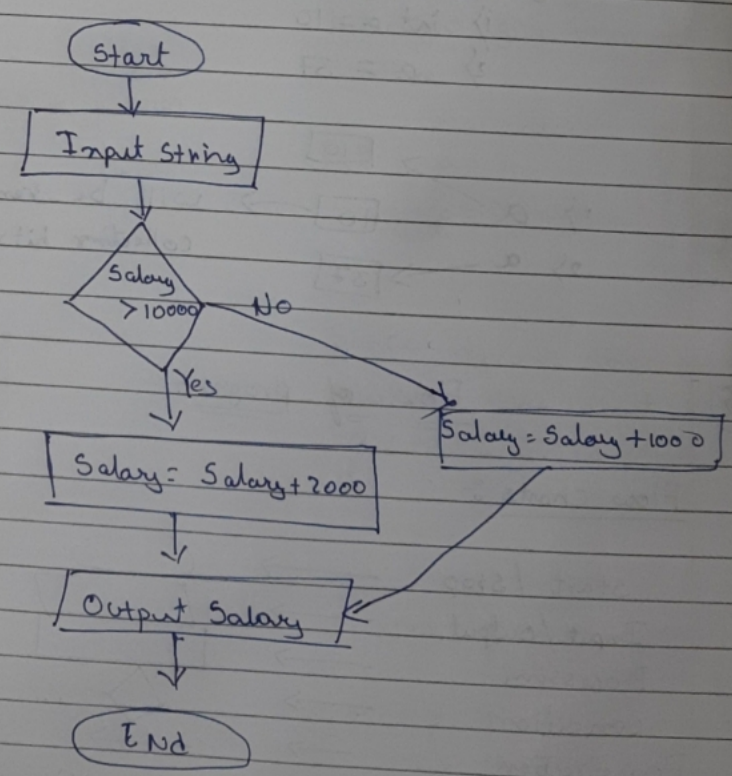 Start
Input String
Salary
>10000
No
Yes
Salary = Salary +1000
Salary = Salary+2000
Output Salary
End